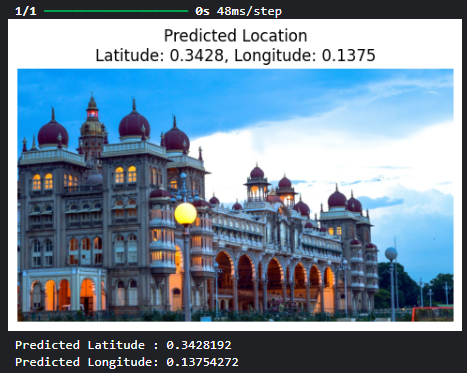 1/1 ━━━━━━━━━━━━━━━━━━━━ 0s 48ms/step
Predicted Location
Latitude: 0.3428, Longitude: 0.1375
Predicted Latitude : 0.3428192
Predicted Longitude: 0.13754272